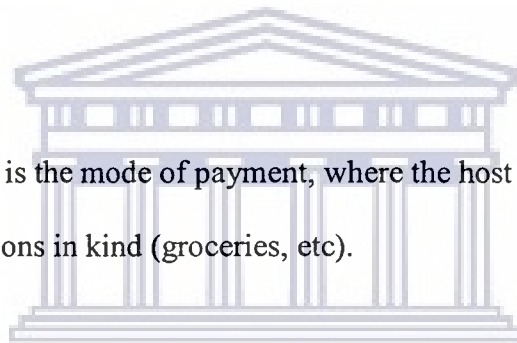 is the mode of payment, where the host
ons in kind (groceries, etc).